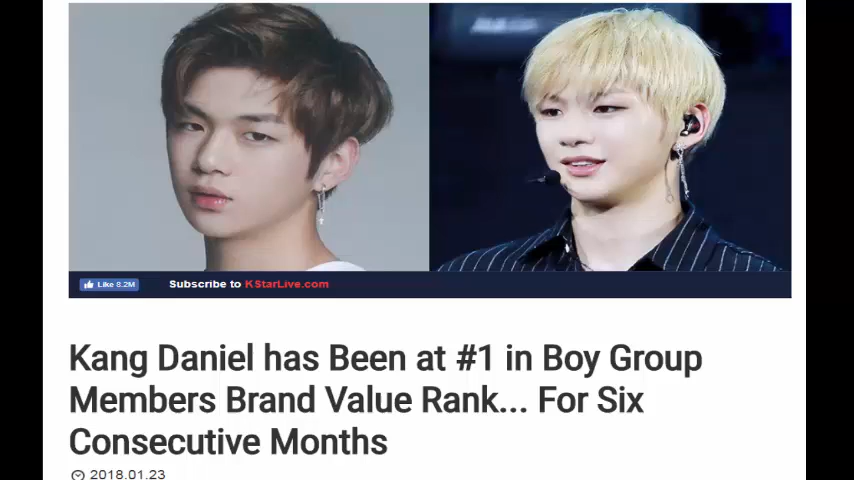 Like 8.2M Subscribe to KStarLive.com
Kang Daniel has Been at #1 in Boy Group
Members Brand Value Rank... For Six
Consecutive Months
2018.01.23